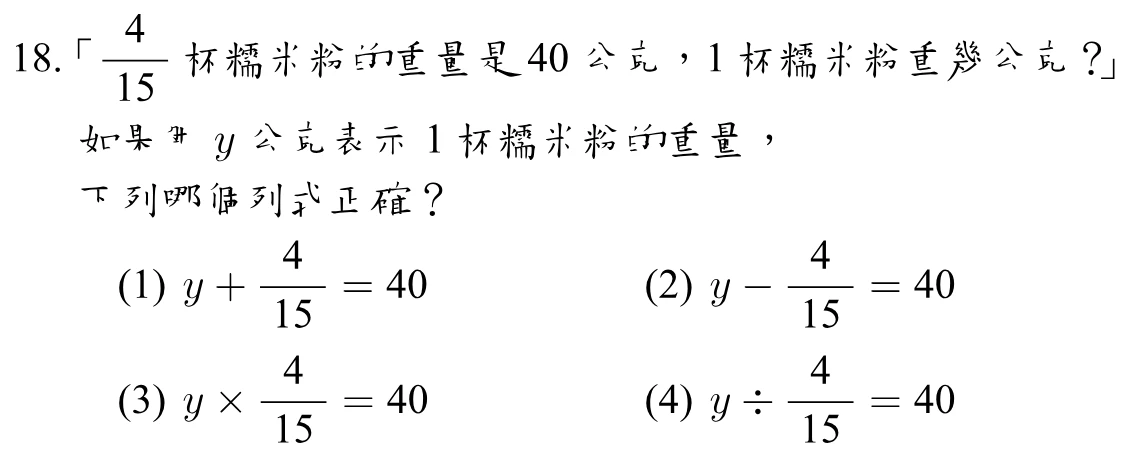 18.「4/15 杯糯米粉的重量是 40 公克，1 杯糯米粉重幾公克？」
如果用 y 公克表示 1 杯糯米粉的重量，
下列哪個列式正確？
(1) y + 4/15 = 40 (2) y − 4/15 = 40
(3) y × 4/15 = 40 (4) y ÷ 4/15 = 40